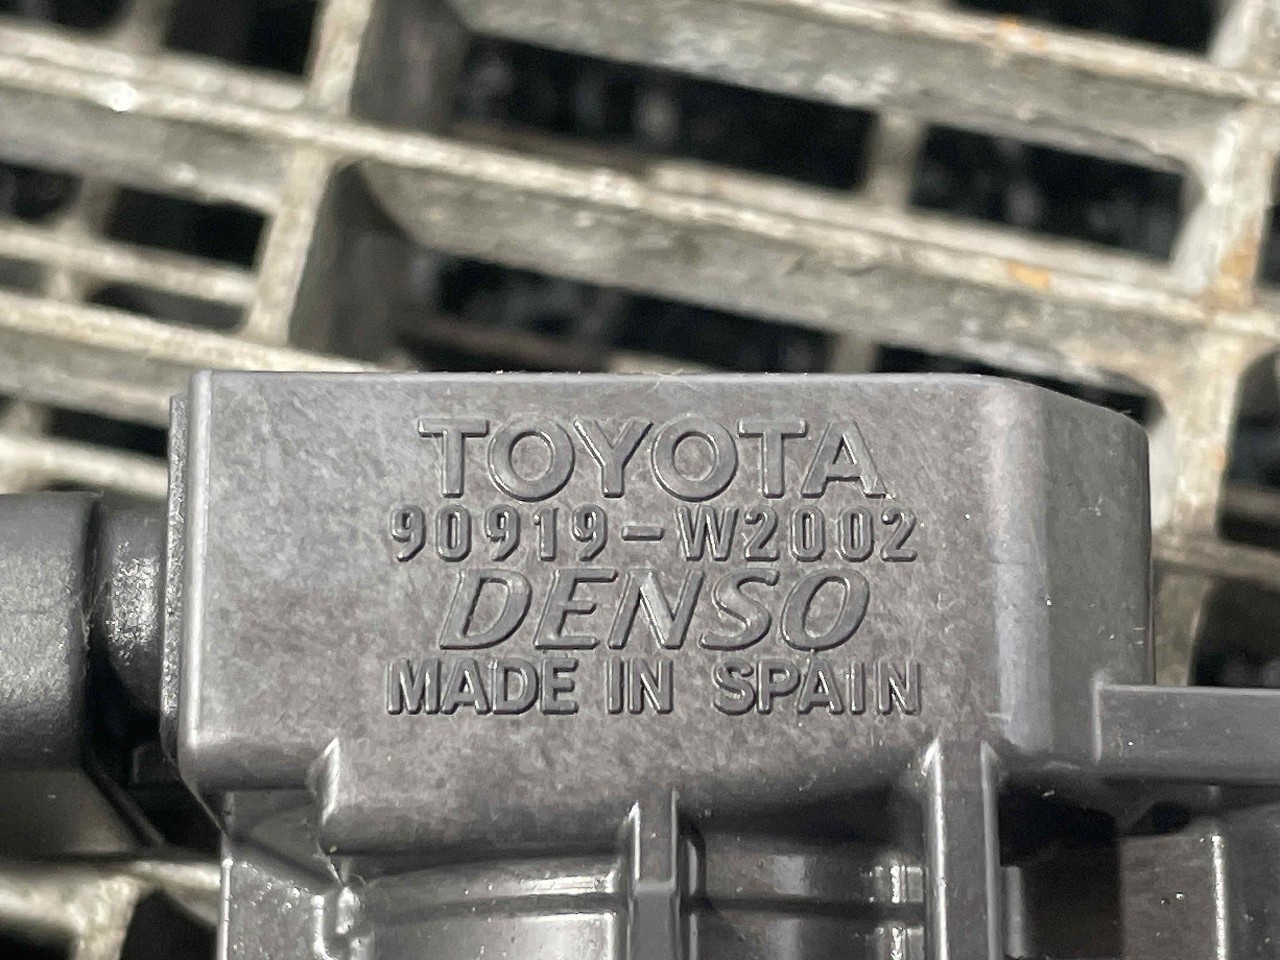 TOYOTA
90919-W2002
DENSO
MADE IN SPAIN